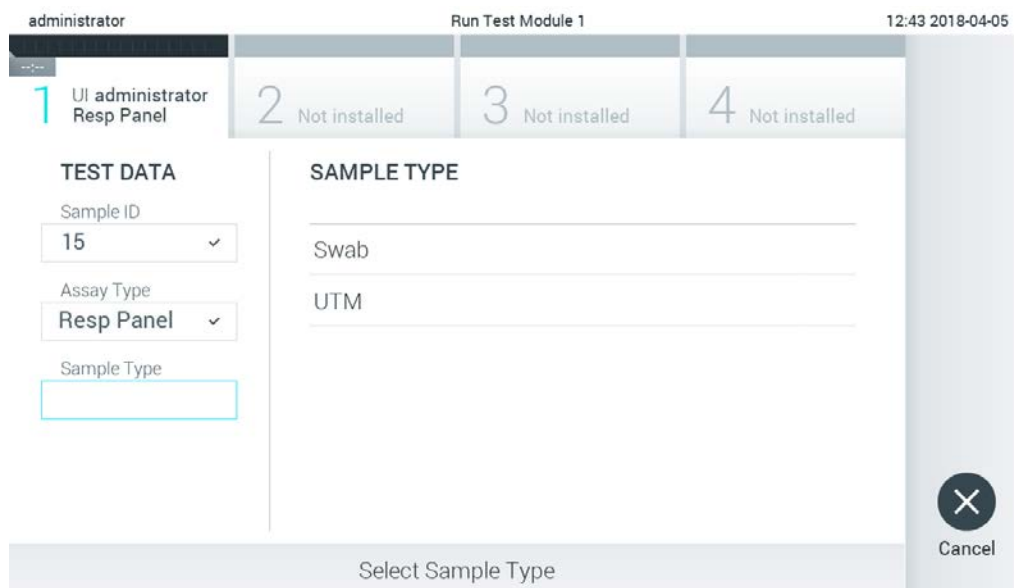 administrator Run Test Module 1 12:43 2018-04-05
--:--
1 UI administrator
Resp Panel
2 Not installed
3 Not installed
4 Not installed
TEST DATA
Sample ID
15
Assay Type
Resp Panel
Sample Type
SAMPLE TYPE
Swab
UTM
Cancel
Select Sample Type